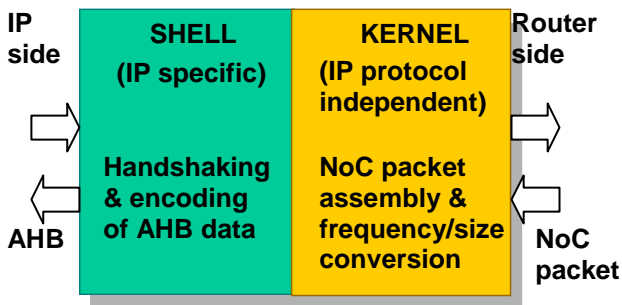 IP
side
SHELL
(IP specific)
Handshaking
& encoding
of AHB data
AHB
KERNEL
(IP protocol
independent)
NoC packet
assembly &
frequency/size
conversion
Router
side
NoC
packet